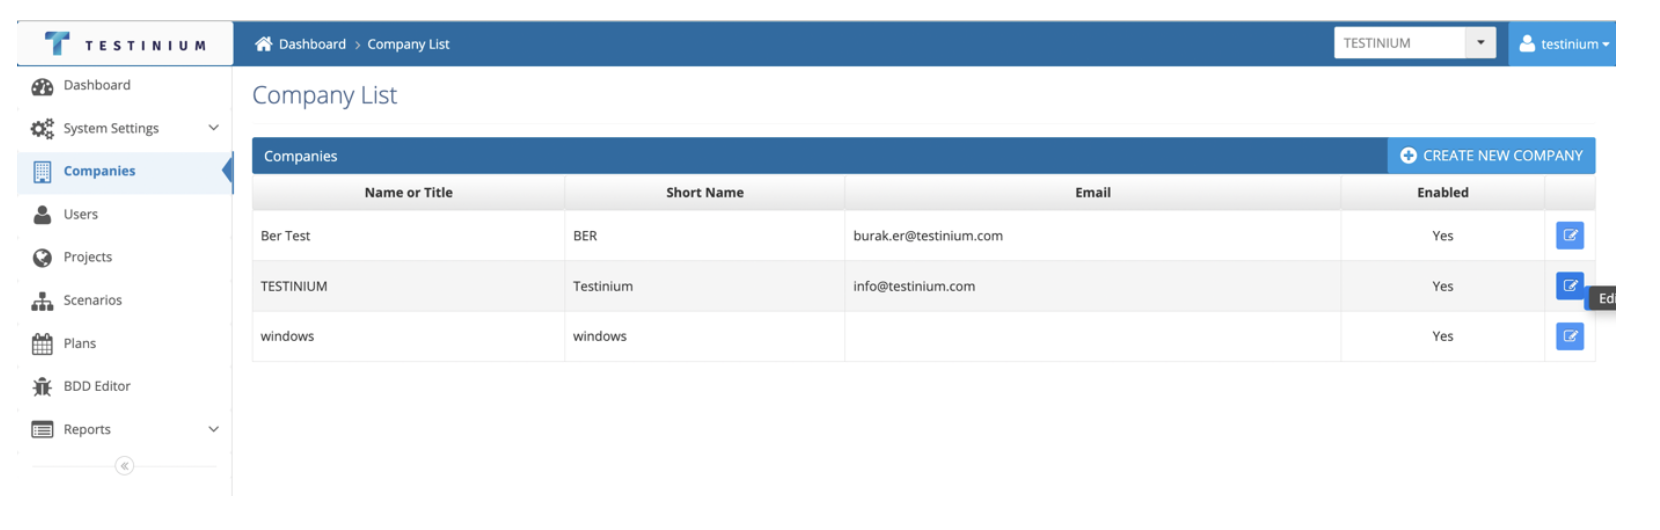 TESTINIUM
Dashboard > Company List
TESTINIUM
testinium
Dashboard
System Settings
Companies
Users
Projects
Scenarios
Plans
BDD Editor
Reports
Company List
Companies
CREATE NEW COMPANY
Name or Title Short Name Email Enabled
Ber Test BER burak.er@testinium.com Yes
TESTINIUM Testinium info@testinium.com Yes
windows windows Yes